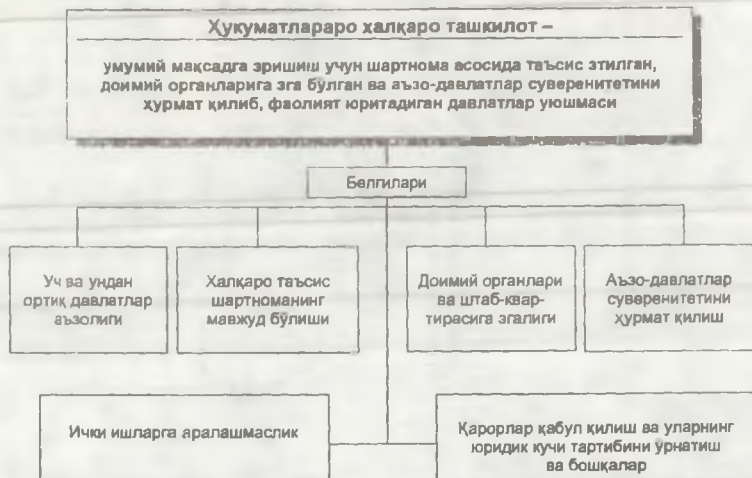 Ҳукуматлараро халқаро ташкилот –
умумий мақсадга эришиш учун шартнома асосида таъсис этилган,
доимий органларига эга бўлган ва аъзо-давлатлар суверенитетини
ҳурмат қилиб, фаолият юритадиган давлатлар уюшмаси
Белгилари
Уч ва ундан
ортиқ давлатлар
аъзолиги
Халқаро таъсис
шартноманинг
мавжуд бўлиши
Доимий органлари
ва штаб-квар-
тирасига эгалиги
Аъзо-давлатлар
суверенитетини
ҳурмат қилиш
Ички ишларга аралашмаслик
Қарорлар қабул қилиш ва уларнинг
юридик кучи тартибини ўрнатиш
ва бошқалар